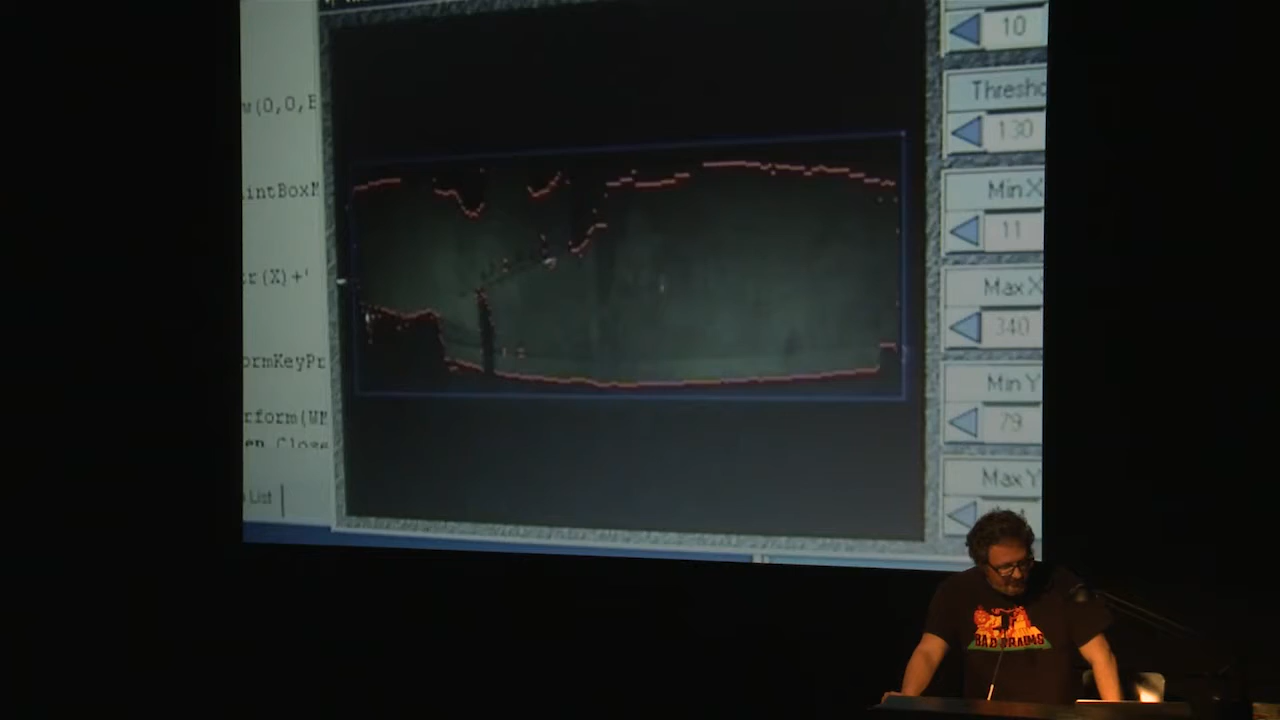 w(0,0,E
intBoxM
r(X)+'
ormKeyPr
rform(WM
en Close
List
10
Thresho
130
Min X
11
Max X
340
Min Y
79
Max Y
BAD BRAINS